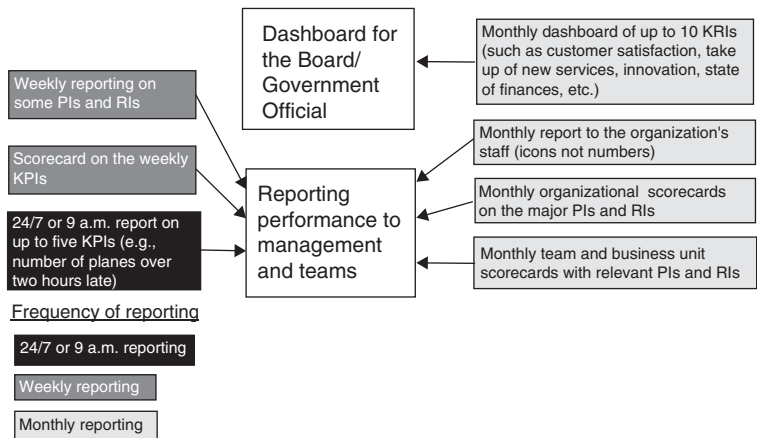 Dashboard for
the Board/
Government
Official
Monthly dashboard of up to 10 KRIs
(such as customer satisfaction, take
up of new services, innovation, state
of finances, etc.)
Weekly reporting on
some PIs and RIs
Scorecard on the weekly
KPIs
24/7 or 9 a.m. report on
up to five KPIs (e.g.,
number of planes over
two hours late)
Reporting
performance to
management
and teams
Monthly report to the organization's
staff (icons not numbers)
Monthly organizational scorecards
on the major PIs and RIs
Monthly team and business unit
scorecards with relevant PIs and RIs
Frequency of reporting
24/7 or 9 a.m. reporting
Weekly reporting
Monthly reporting